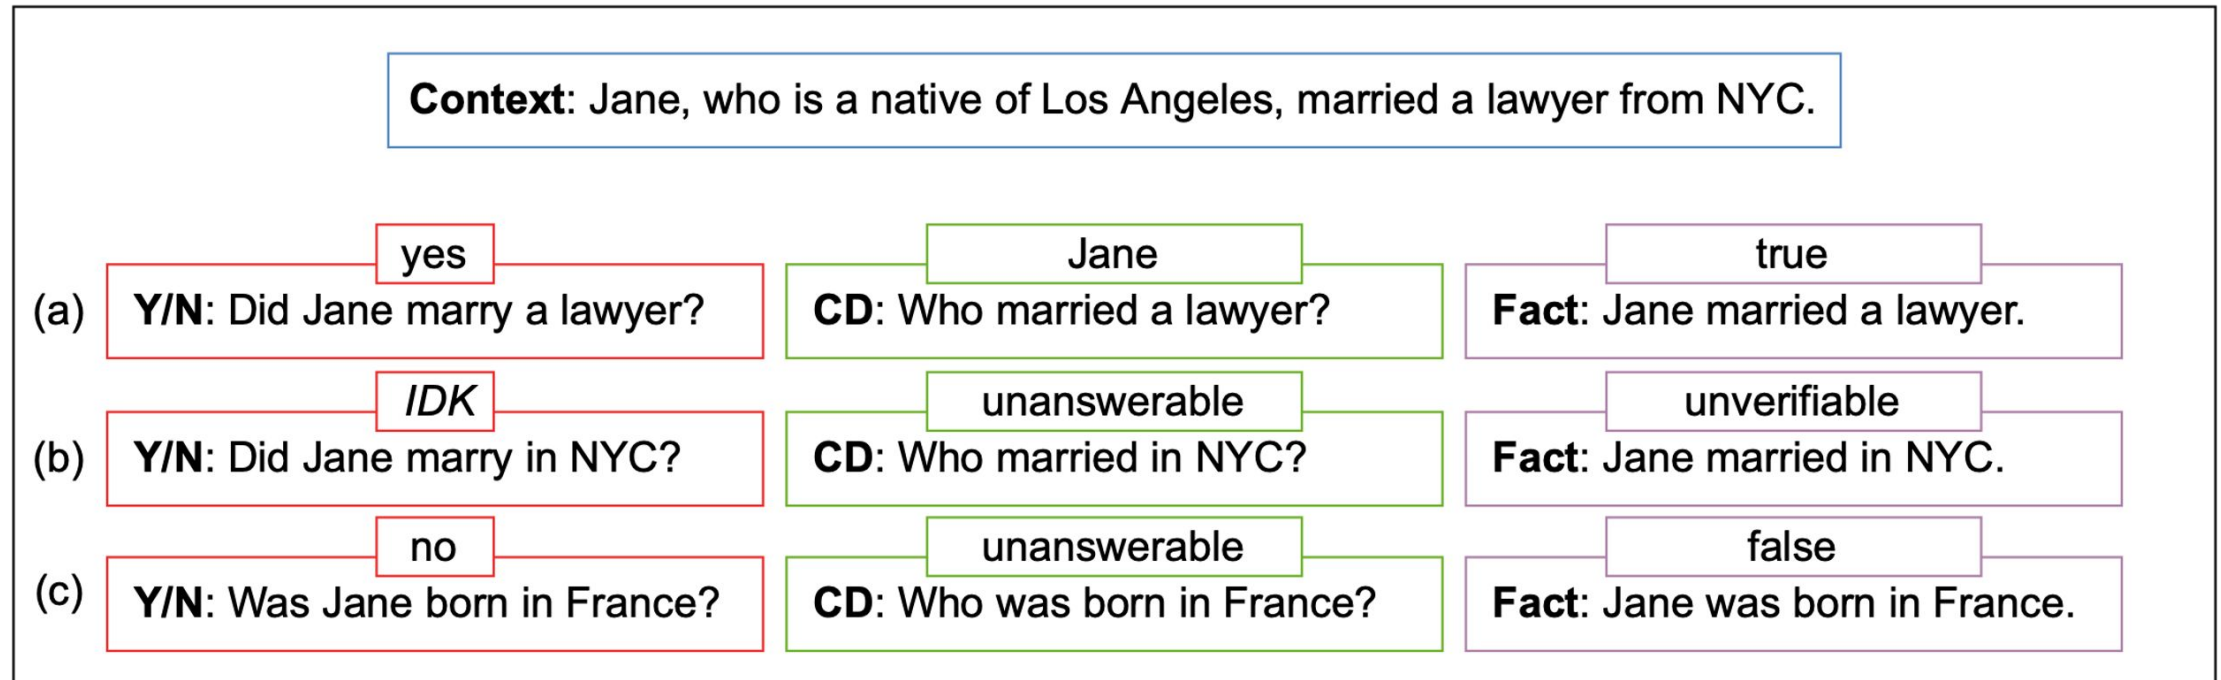 Context: Jane, who is a native of Los Angeles, married a lawyer from NYC.
yes
Jane
true
(a)
Y/N: Did Jane marry a lawyer?
CD: Who married a lawyer?
Fact: Jane married a lawyer.
IDK
unanswerable
unverifiable
(b)
Y/N: Did Jane marry in NYC?
CD: Who married in NYC?
Fact: Jane married in NYC.
no
unanswerable
false
(c)
Y/N: Was Jane born in France?
CD: Who was born in France?
Fact: Jane was born in France.